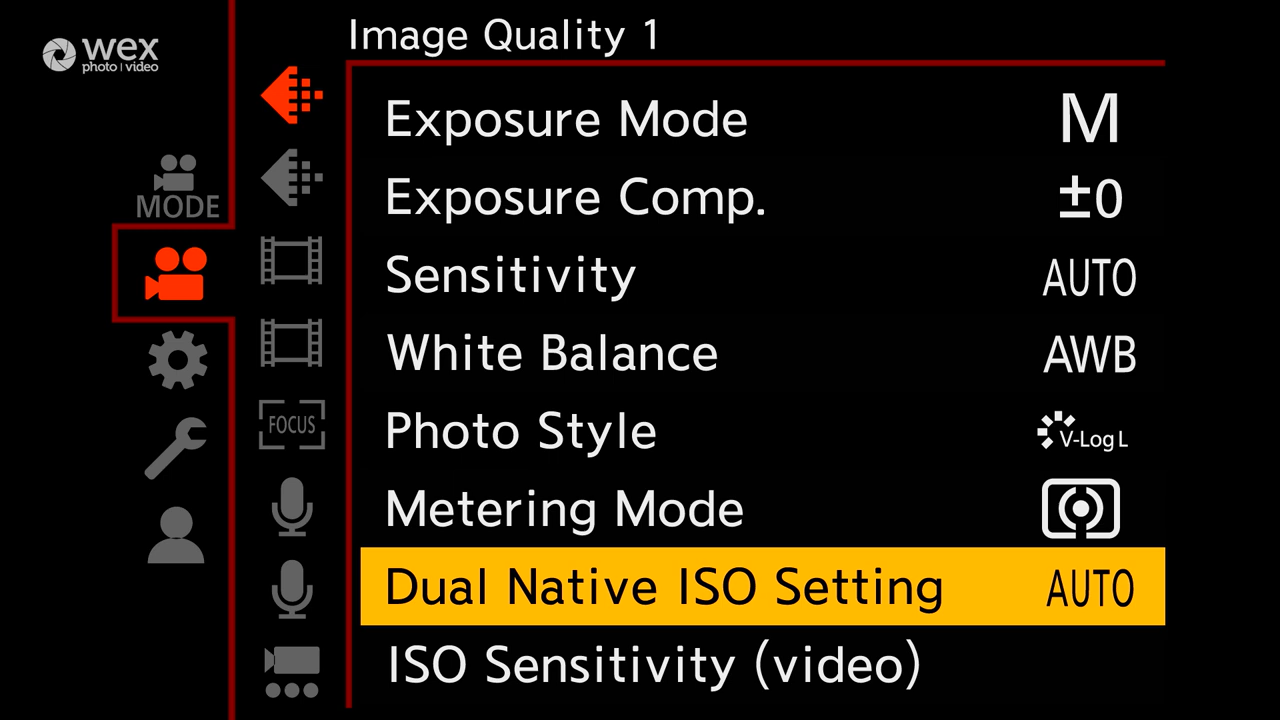 wex
photo | video
Image Quality 1
MODE
FOCUS
Exposure Mode M
Exposure Comp. ±0
Sensitivity AUTO
White Balance AWB
Photo Style V-Log L
Metering Mode
Dual Native ISO Setting AUTO
ISO Sensitivity (video)